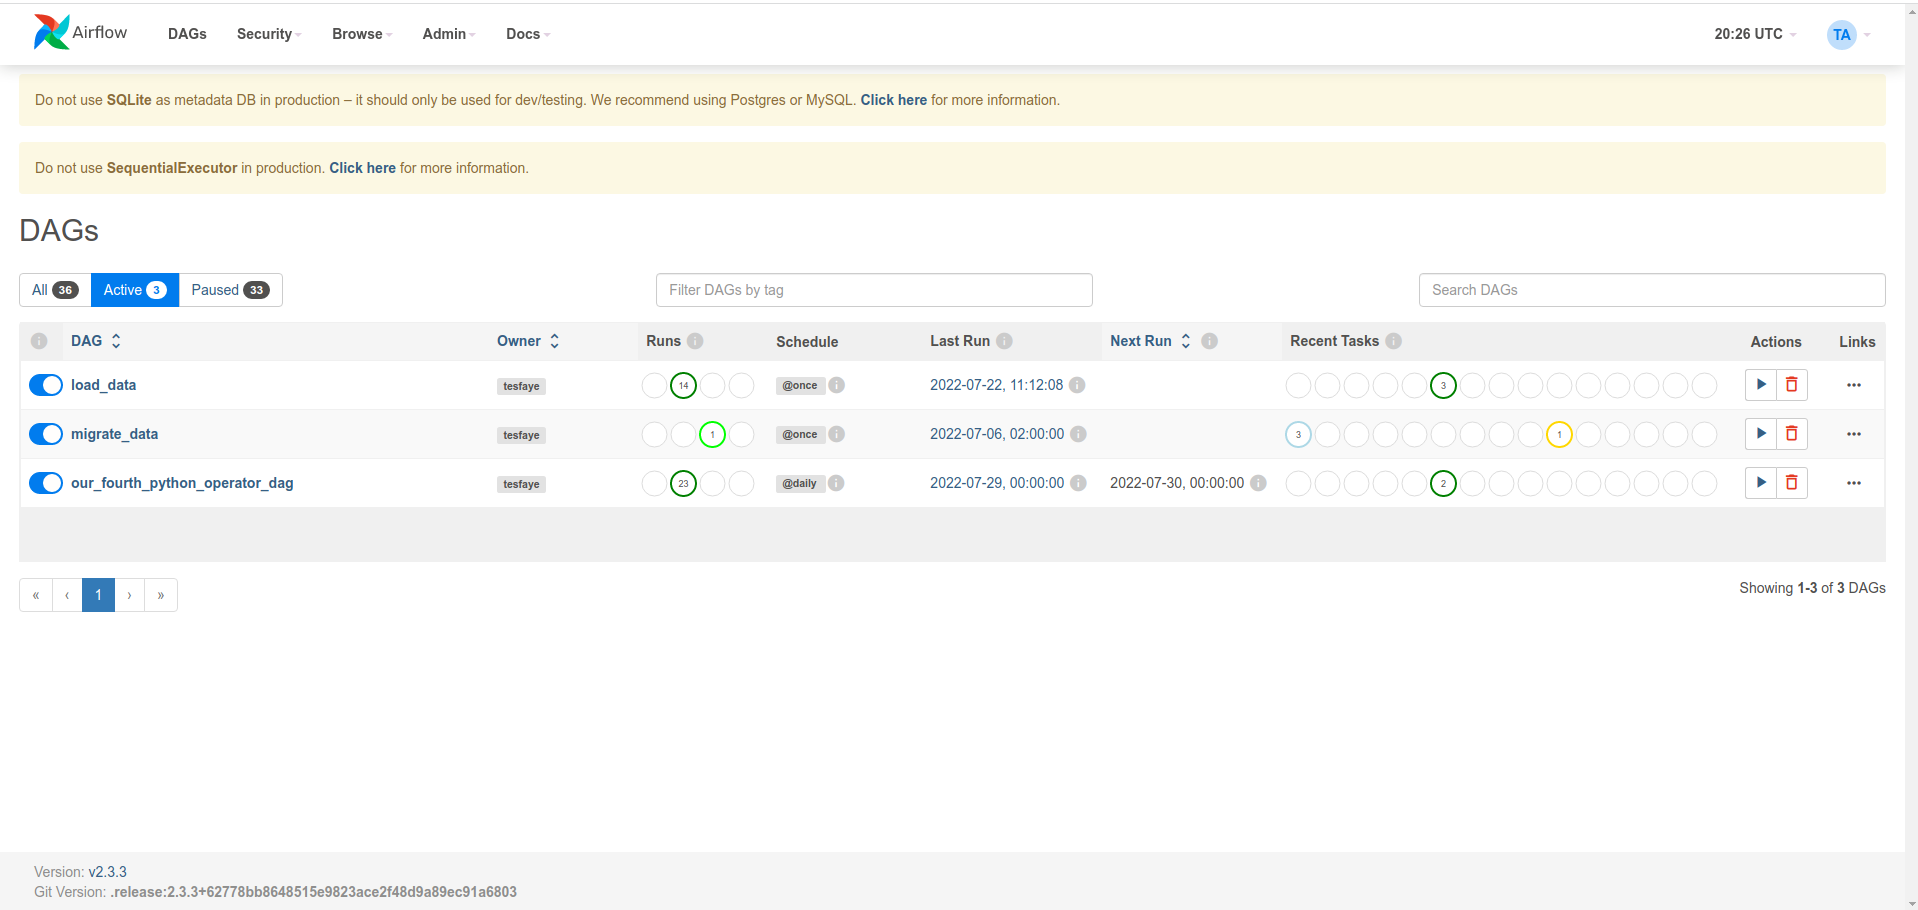 Airflow DAGs Security Browse Admin Docs 20:26 UTC TA
Do not use SQLite as metadata DB in production – it should only be used for dev/testing. We recommend using Postgres or MySQL. Click here for more information.
Do not use SequentialExecutor in production. Click here for more information.
DAGs
All 36 Active 3 Paused 33 Filter DAGs by tag Search DAGs
DAG Owner Runs Schedule Last Run Next Run Recent Tasks Actions Links
load_data tesfaye 14 @once 2022-07-22, 11:12:08 3
migrate_data tesfaye 1 @once 2022-07-06, 02:00:00 3 1
our_fourth_python_operator_dag tesfaye 23 @daily 2022-07-29, 00:00:00 2022-07-30, 00:00:00 2
« ‹ 1 › » Showing 1-3 of 3 DAGs
Version: v2.3.3
Git Version: .release:2.3.3+62778bb8648515e9823ace2f48d9a89ec91a6803